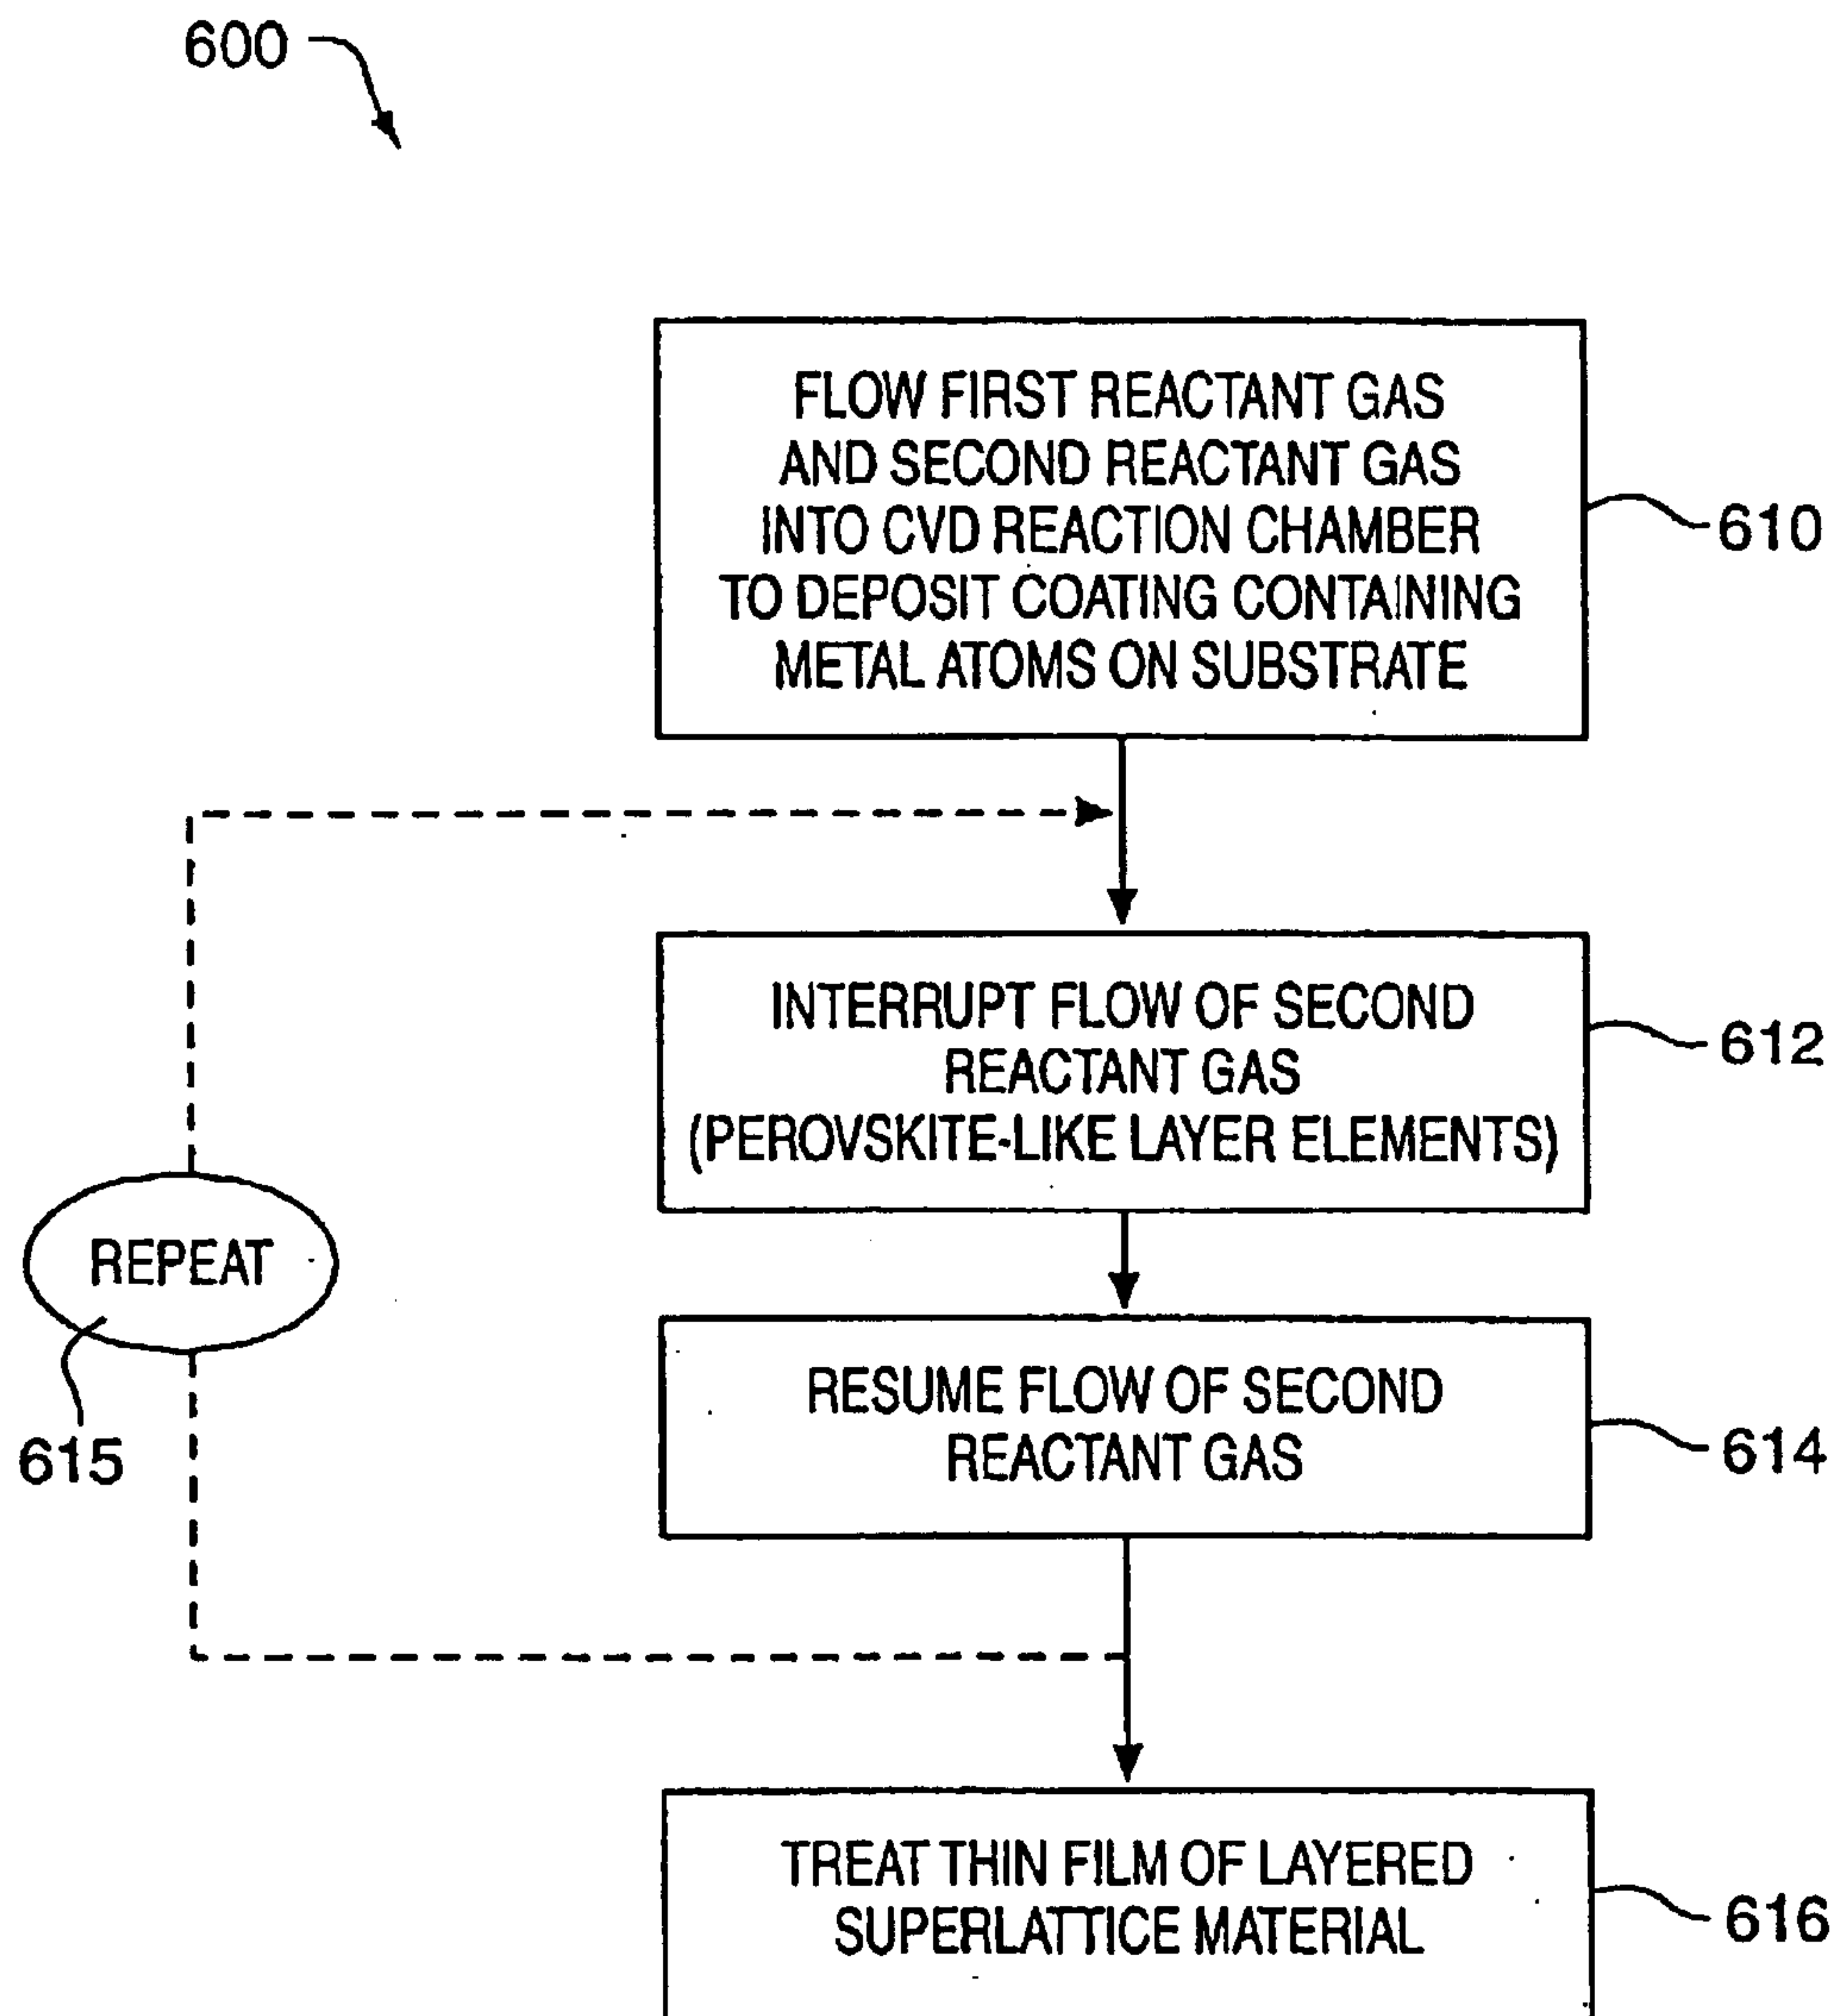 600
FLOW FIRST REACTANT GAS
AND SECOND REACTANT GAS
INTO CVD REACTION CHAMBER
TO DEPOSIT COATING CONTAINING
METAL ATOMS ON SUBSTRATE
610
INTERRUPT FLOW OF SECOND
REACTANT GAS
(PEROVSKITE-LIKE LAYER ELEMENTS)
612
REPEAT
615
RESUME FLOW OF SECOND
REACTANT GAS
614
TREAT THIN FILM OF LAYERED
SUPERLATTICE MATERIAL
616